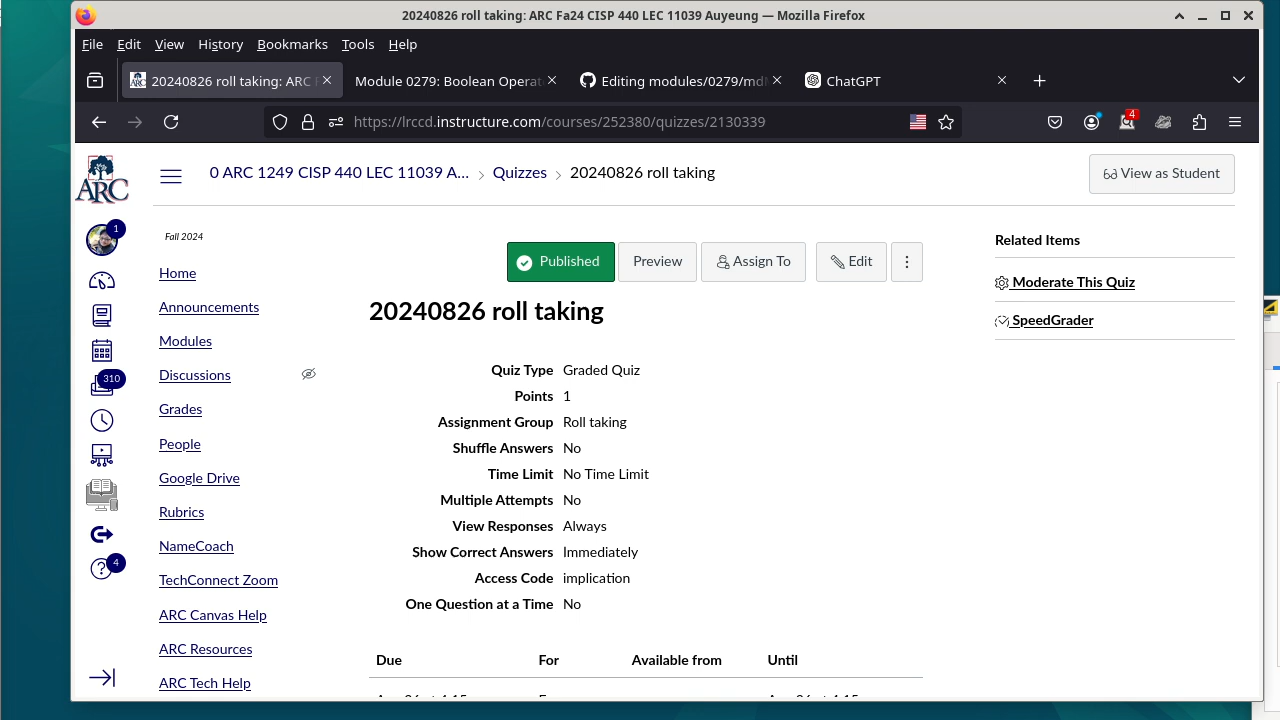 20240826 roll taking: ARC Fa24 CISP 440 LEC 11039 Auyeung — Mozilla Firefox
File Edit View History Bookmarks Tools Help
20240826 roll taking: ARC F
Module 0279: Boolean Operat
Editing modules/0279/md
ChatGPT
https://lrccd.instructure.com/courses/252380/quizzes/2130339
4
ARC
0 ARC 1249 CISP 440 LEC 11039 A... > Quizzes > 20240826 roll taking
View as Student
1
310
4
Fall 2024
Home
Announcements
Modules
Discussions
Grades
People
Google Drive
Rubrics
NameCoach
TechConnect Zoom
ARC Canvas Help
ARC Resources
ARC Tech Help
Published Preview Assign To Edit
20240826 roll taking
Quiz Type Graded Quiz
Points 1
Assignment Group Roll taking
Shuffle Answers No
Time Limit No Time Limit
Multiple Attempts No
View Responses Always
Show Correct Answers Immediately
Access Code implication
One Question at a Time No
Due For Available from Until
Related Items
Moderate This Quiz
SpeedGrader